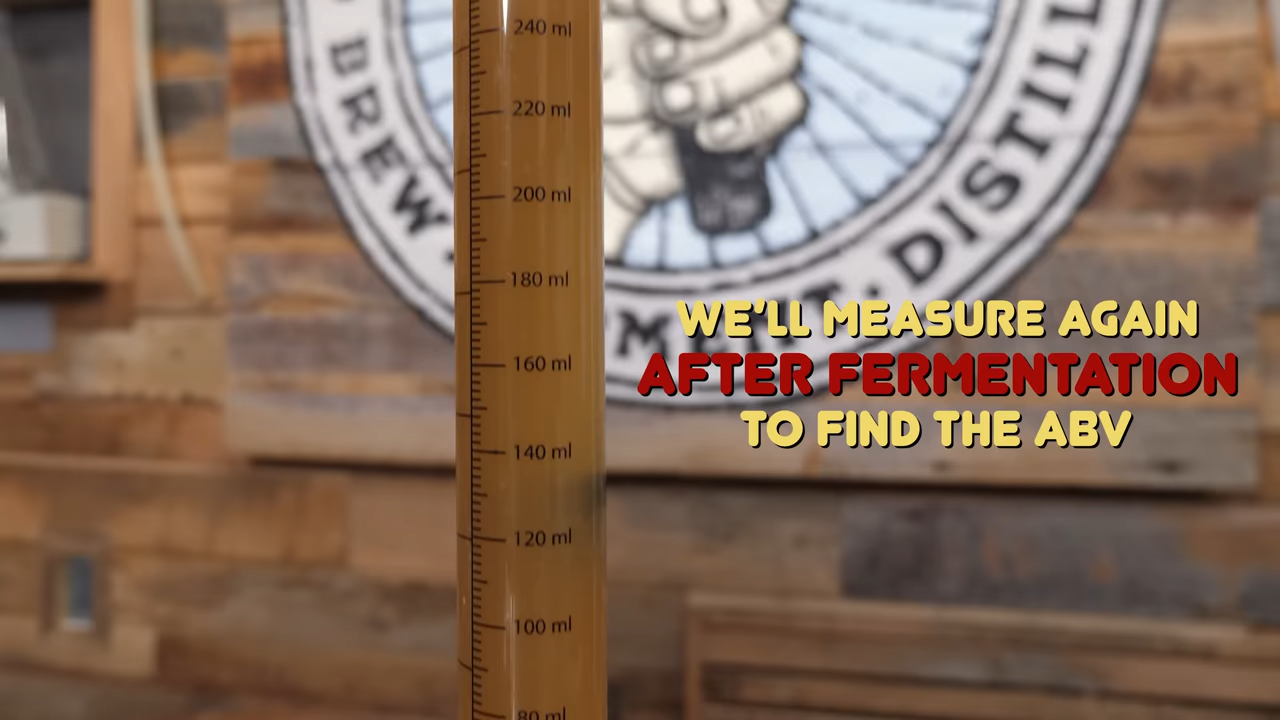 240 ml
220 ml
200 ml
180 ml
160 ml
140 ml
120 ml
100 ml
80 ml
BREW
DISTILL
WE'LL MEASURE AGAIN
AFTER FERMENTATION
TO FIND THE ABV